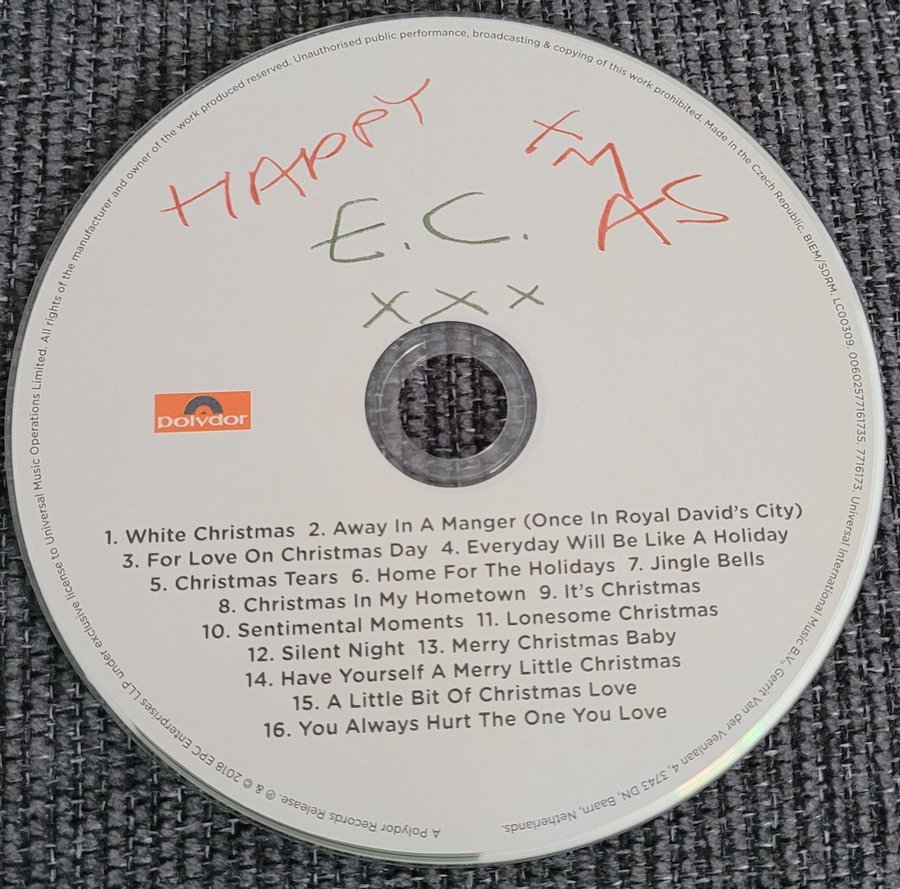 HAPPY XMAS
E.C.
xxx
polydor
1. White Christmas 2. Away In A Manger (Once In Royal David's City)
3. For Love On Christmas Day 4. Everyday Will Be Like A Holiday
5. Christmas Tears 6. Home For The Holidays 7. Jingle Bells
8. Christmas In My Hometown 9. It's Christmas
10. Sentimental Moments 11. Lonesome Christmas
12. Silent Night 13. Merry Christmas Baby
14. Have Yourself A Merry Little Christmas
15. A Little Bit Of Christmas Love
16. You Always Hurt The One You Love
A Polydor Records Release. ℗ & © 2018 EPC Enterprises LLP under exclusive license to Universal Music Operations Limited. All rights of the manufacturer and owner of the work produced reserved. Unauthorised public performance, broadcasting & copying of this work prohibited. Made In the Czech Republic. BIEM/SDRM. LC00309. 00602577161735. 7716173. Universal International Music B.V., Gerrit Van der Veenlaan 4, 3743 DN, Baarn, Netherlands.